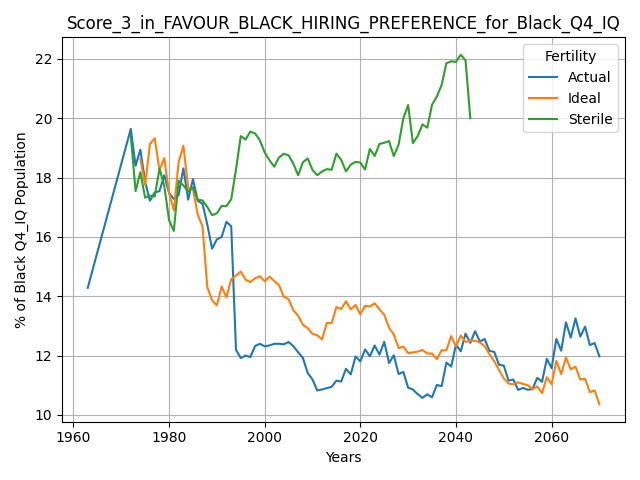 Score_3_in_FAVOUR_BLACK_HIRING_PREFERENCE_for_Black_Q4_IQ
Fertility
Actual
Ideal
Sterile
% of Black Q4_IQ Population
22
20
18
16
14
12
10
1960
1980
2000
2020
2040
2060
Years